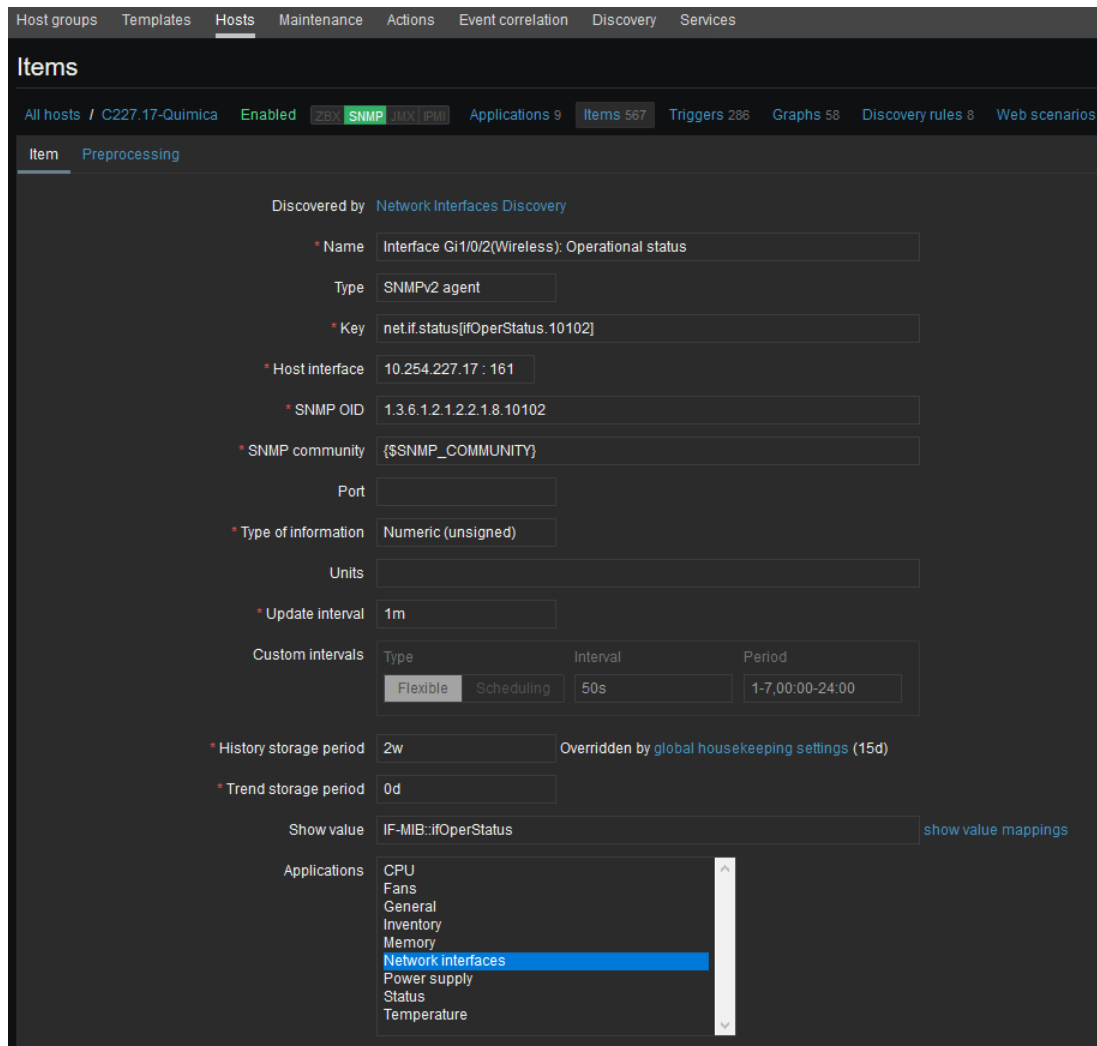 Host groups Templates Hosts Maintenance Actions Event correlation Discovery Services
Items
All hosts / C227.17-Quimica Enabled ZBX SNMP JMX IPMI Applications 9 Items 567 Triggers 286 Graphs 58 Discovery rules 8 Web scenarios
Item Preprocessing
Discovered by Network Interfaces Discovery
* Name Interface Gi1/0/2(Wireless): Operational status
Type SNMPv2 agent
* Key net.if.status[ifOperStatus.10102]
* Host interface 10.254.227.17 : 161
* SNMP OID 1.3.6.1.2.1.2.2.1.8.10102
* SNMP community {$SNMP_COMMUNITY}
Port
* Type of information Numeric (unsigned)
Units
* Update interval 1m
Custom intervals Type Interval Period
Flexible Scheduling 50s 1-7,00:00-24:00
* History storage period 2w Overridden by global housekeeping settings (15d)
* Trend storage period 0d
Show value IF-MIB::ifOperStatus show value mappings
Applications CPU
Fans
General
Inventory
Memory
Network interfaces
Power supply
Status
Temperature